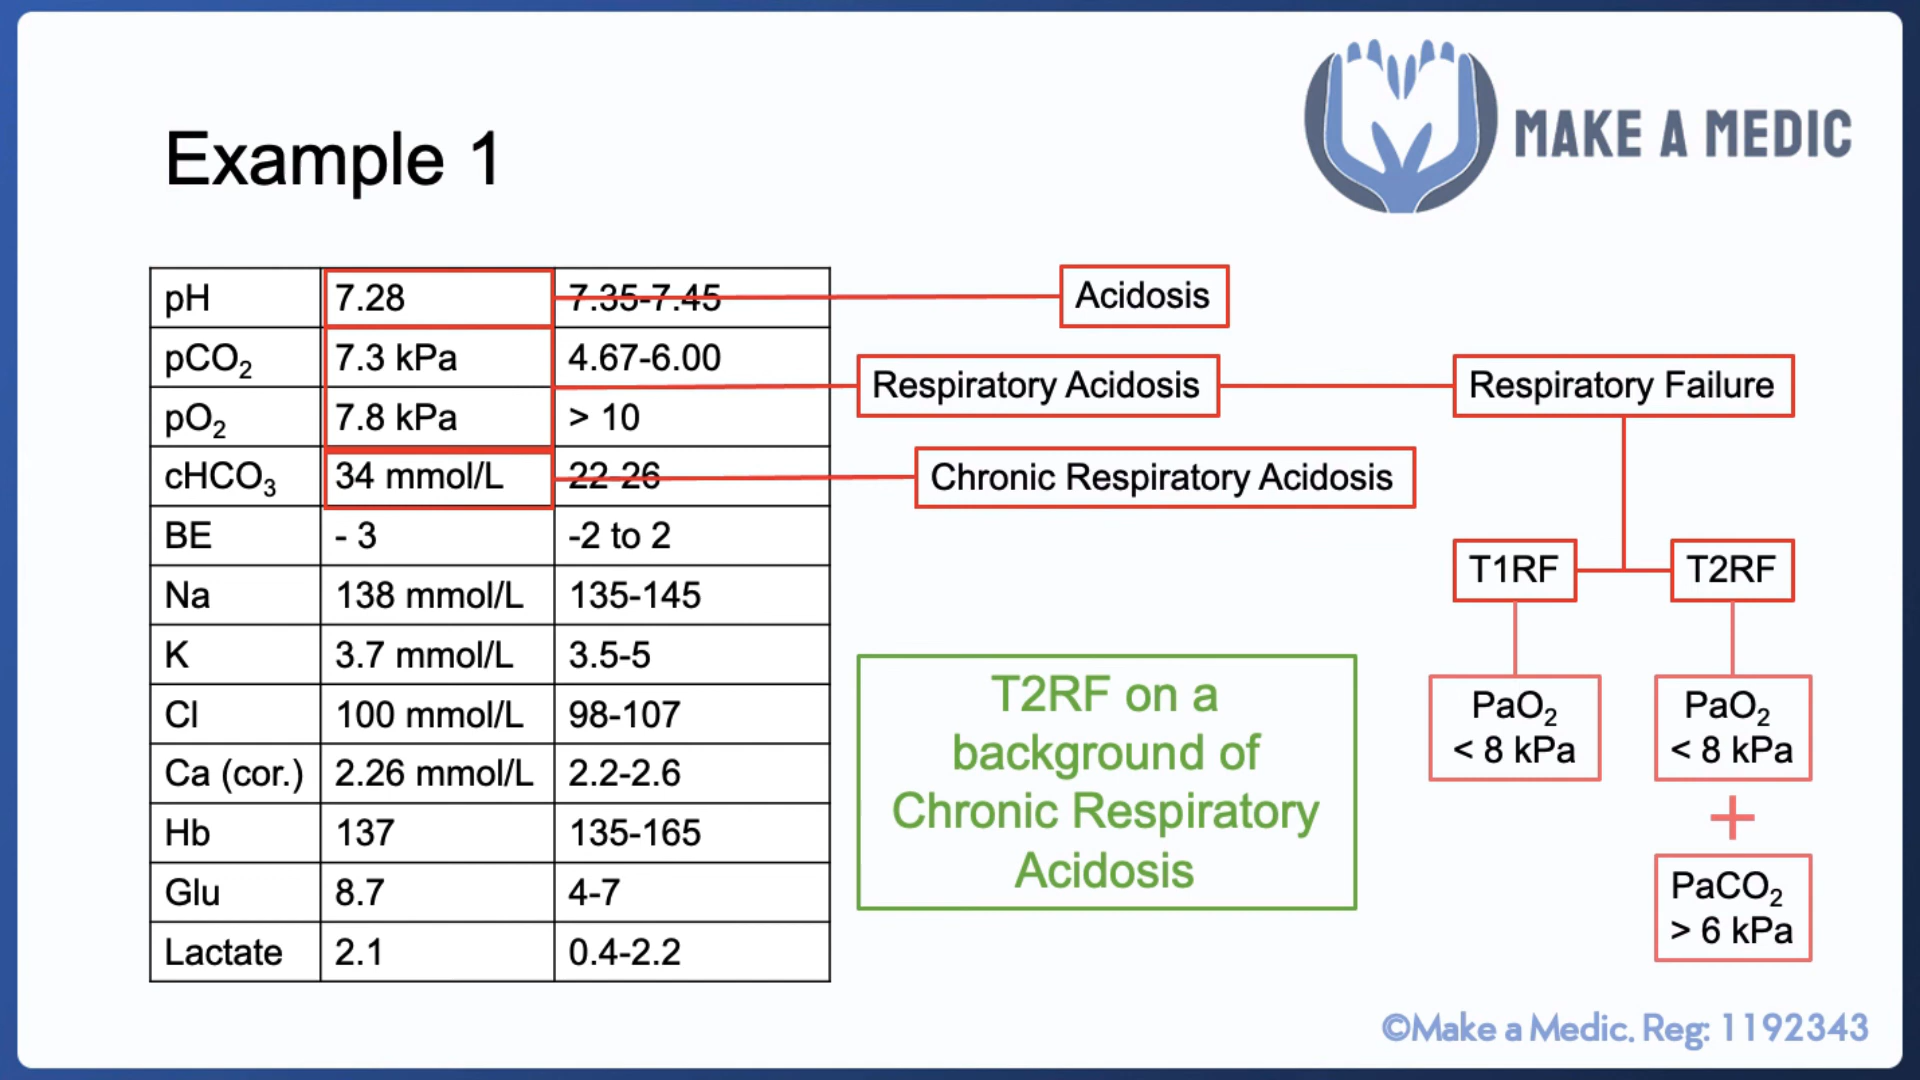 MAKE A MEDIC
Example 1
pH 7.28 7.35-7.45
pCO₂ 7.3 kPa 4.67-6.00
pO₂ 7.8 kPa > 10
cHCO₃ 34 mmol/L 22-26
BE - 3 -2 to 2
Na 138 mmol/L 135-145
K 3.7 mmol/L 3.5-5
Cl 100 mmol/L 98-107
Ca (cor.) 2.26 mmol/L 2.2-2.6
Hb 137 135-165
Glu 8.7 4-7
Lactate 2.1 0.4-2.2
Acidosis
Respiratory Acidosis
Respiratory Failure
Chronic Respiratory Acidosis
T1RF
T2RF
PaO₂
< 8 kPa
PaO₂
< 8 kPa
+
PaCO₂
> 6 kPa
T2RF on a
background of
Chronic Respiratory
Acidosis
©Make a Medic. Reg: 1192343